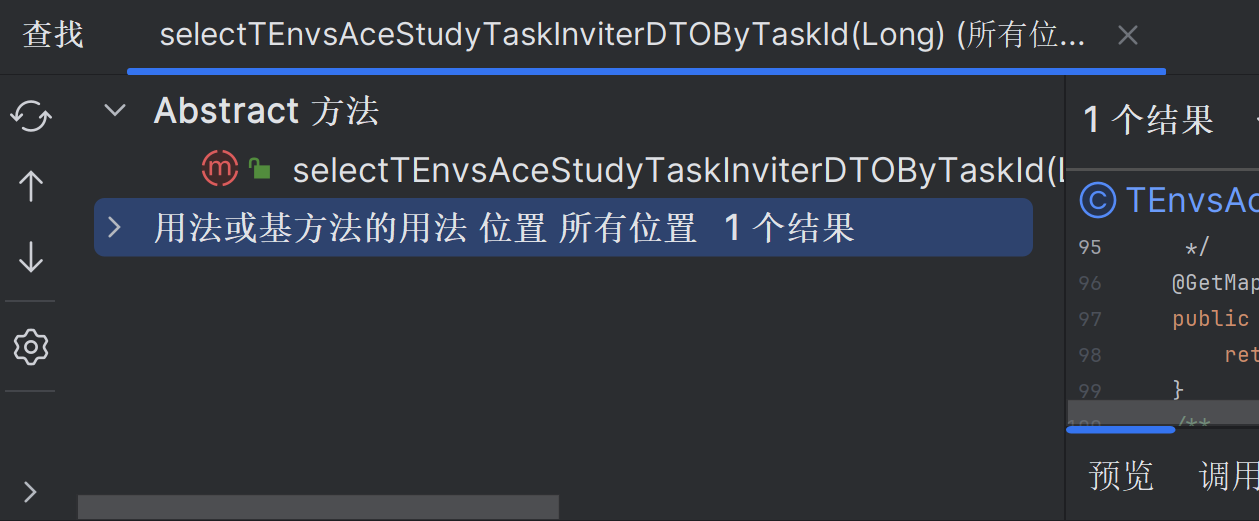 查找
selectTEnvsAceStudyTaskInviterDTOByTaskId(Long) (所有位...
Abstract 方法
selectTEnvsAceStudyTaskInviterDTOByTaskId(
用法或基方法的用法 位置 所有位置 1 个结果
1 个结果
TEnvsAc
95 */
96 @GetMap
97 public
98 ret
99 }
100 /**
预览 调用